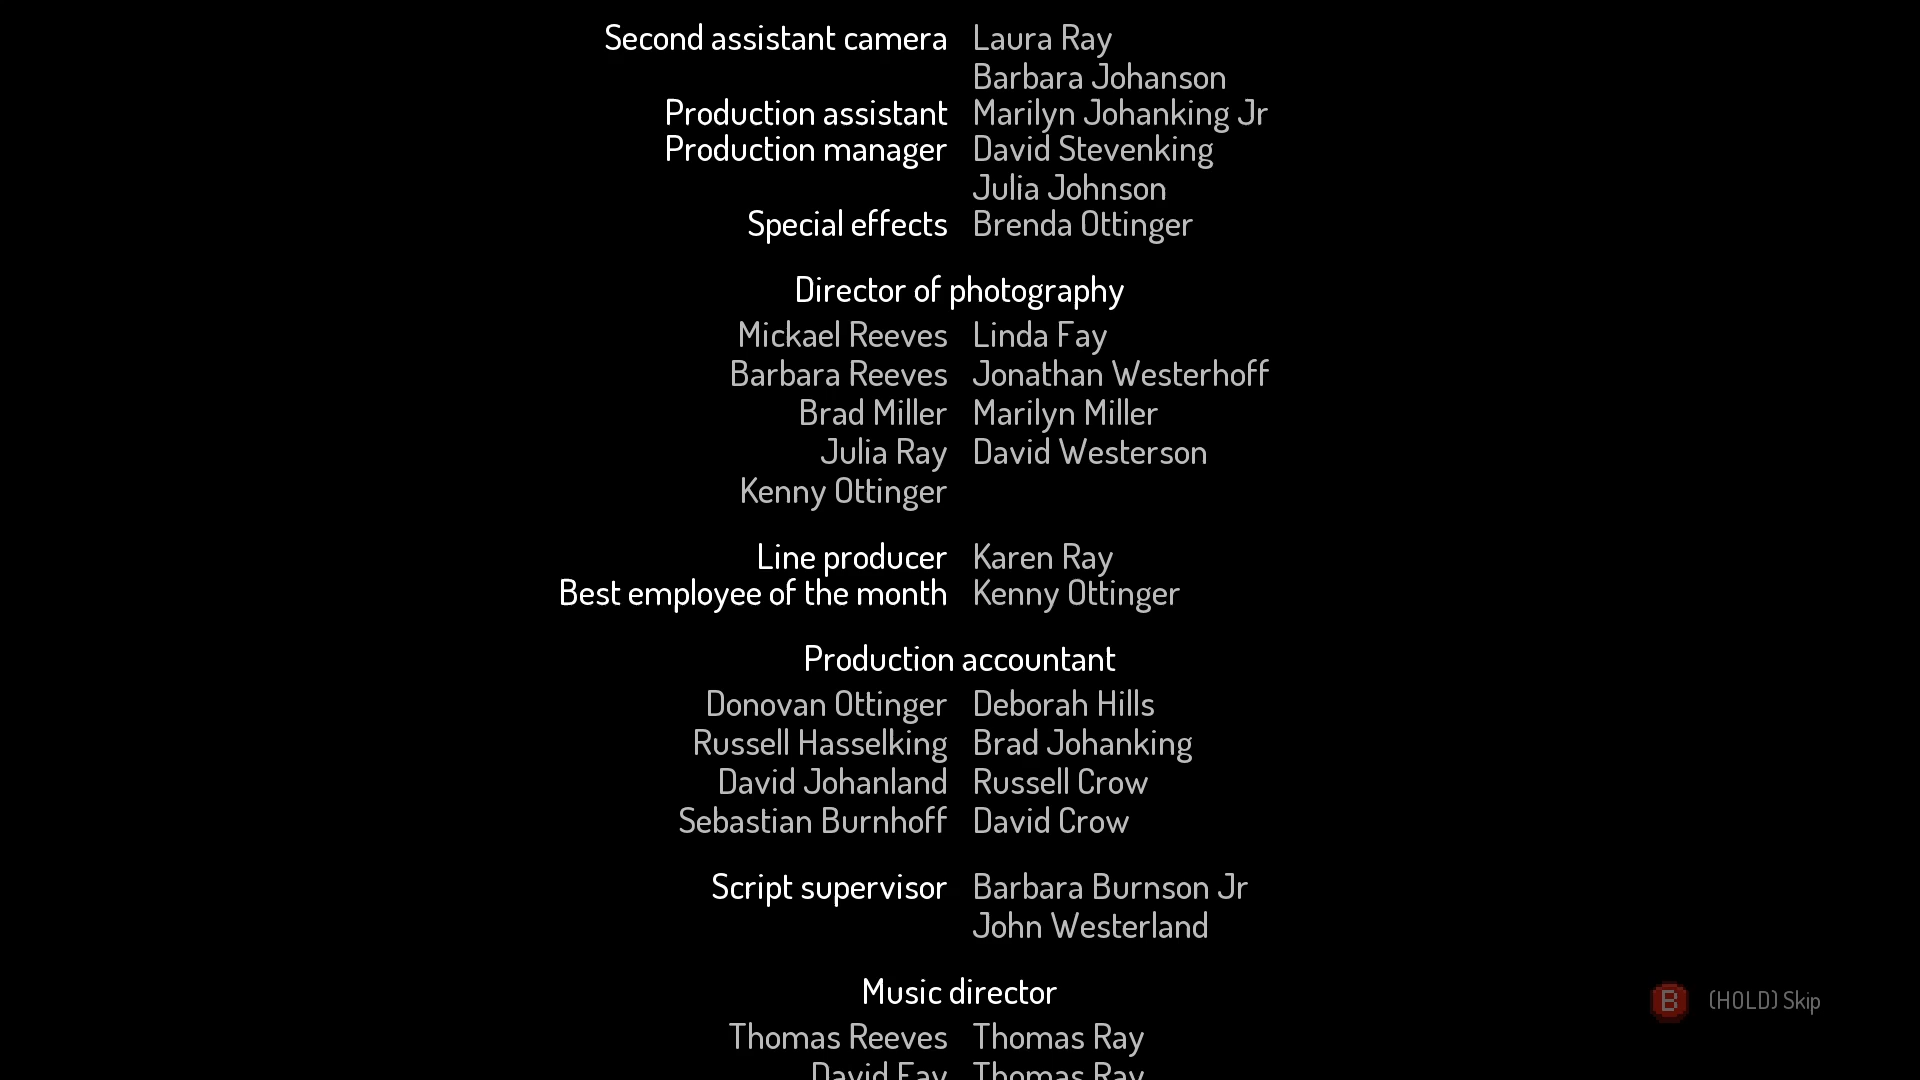 Second assistant camera Laura Ray
Barbara Johanson
Production assistant Marilyn Johanking Jr
Production manager David Stevenking
Julia Johnson
Special effects Brenda Ottinger
Director of photography
Mickael Reeves Linda Fay
Barbara Reeves Jonathan Westerhoff
Brad Miller Marilyn Miller
Julia Ray David Westerson
Kenny Ottinger
Line producer Karen Ray
Best employee of the month Kenny Ottinger
Production accountant
Donovan Ottinger Deborah Hills
Russell Hasselking Brad Johanking
David Johanland Russell Crow
Sebastian Burnhoff David Crow
Script supervisor Barbara Burnson Jr
John Westerland
Music director
B (HOLD) Skip
Thomas Reeves Thomas Ray
David Fay Thomas Ray